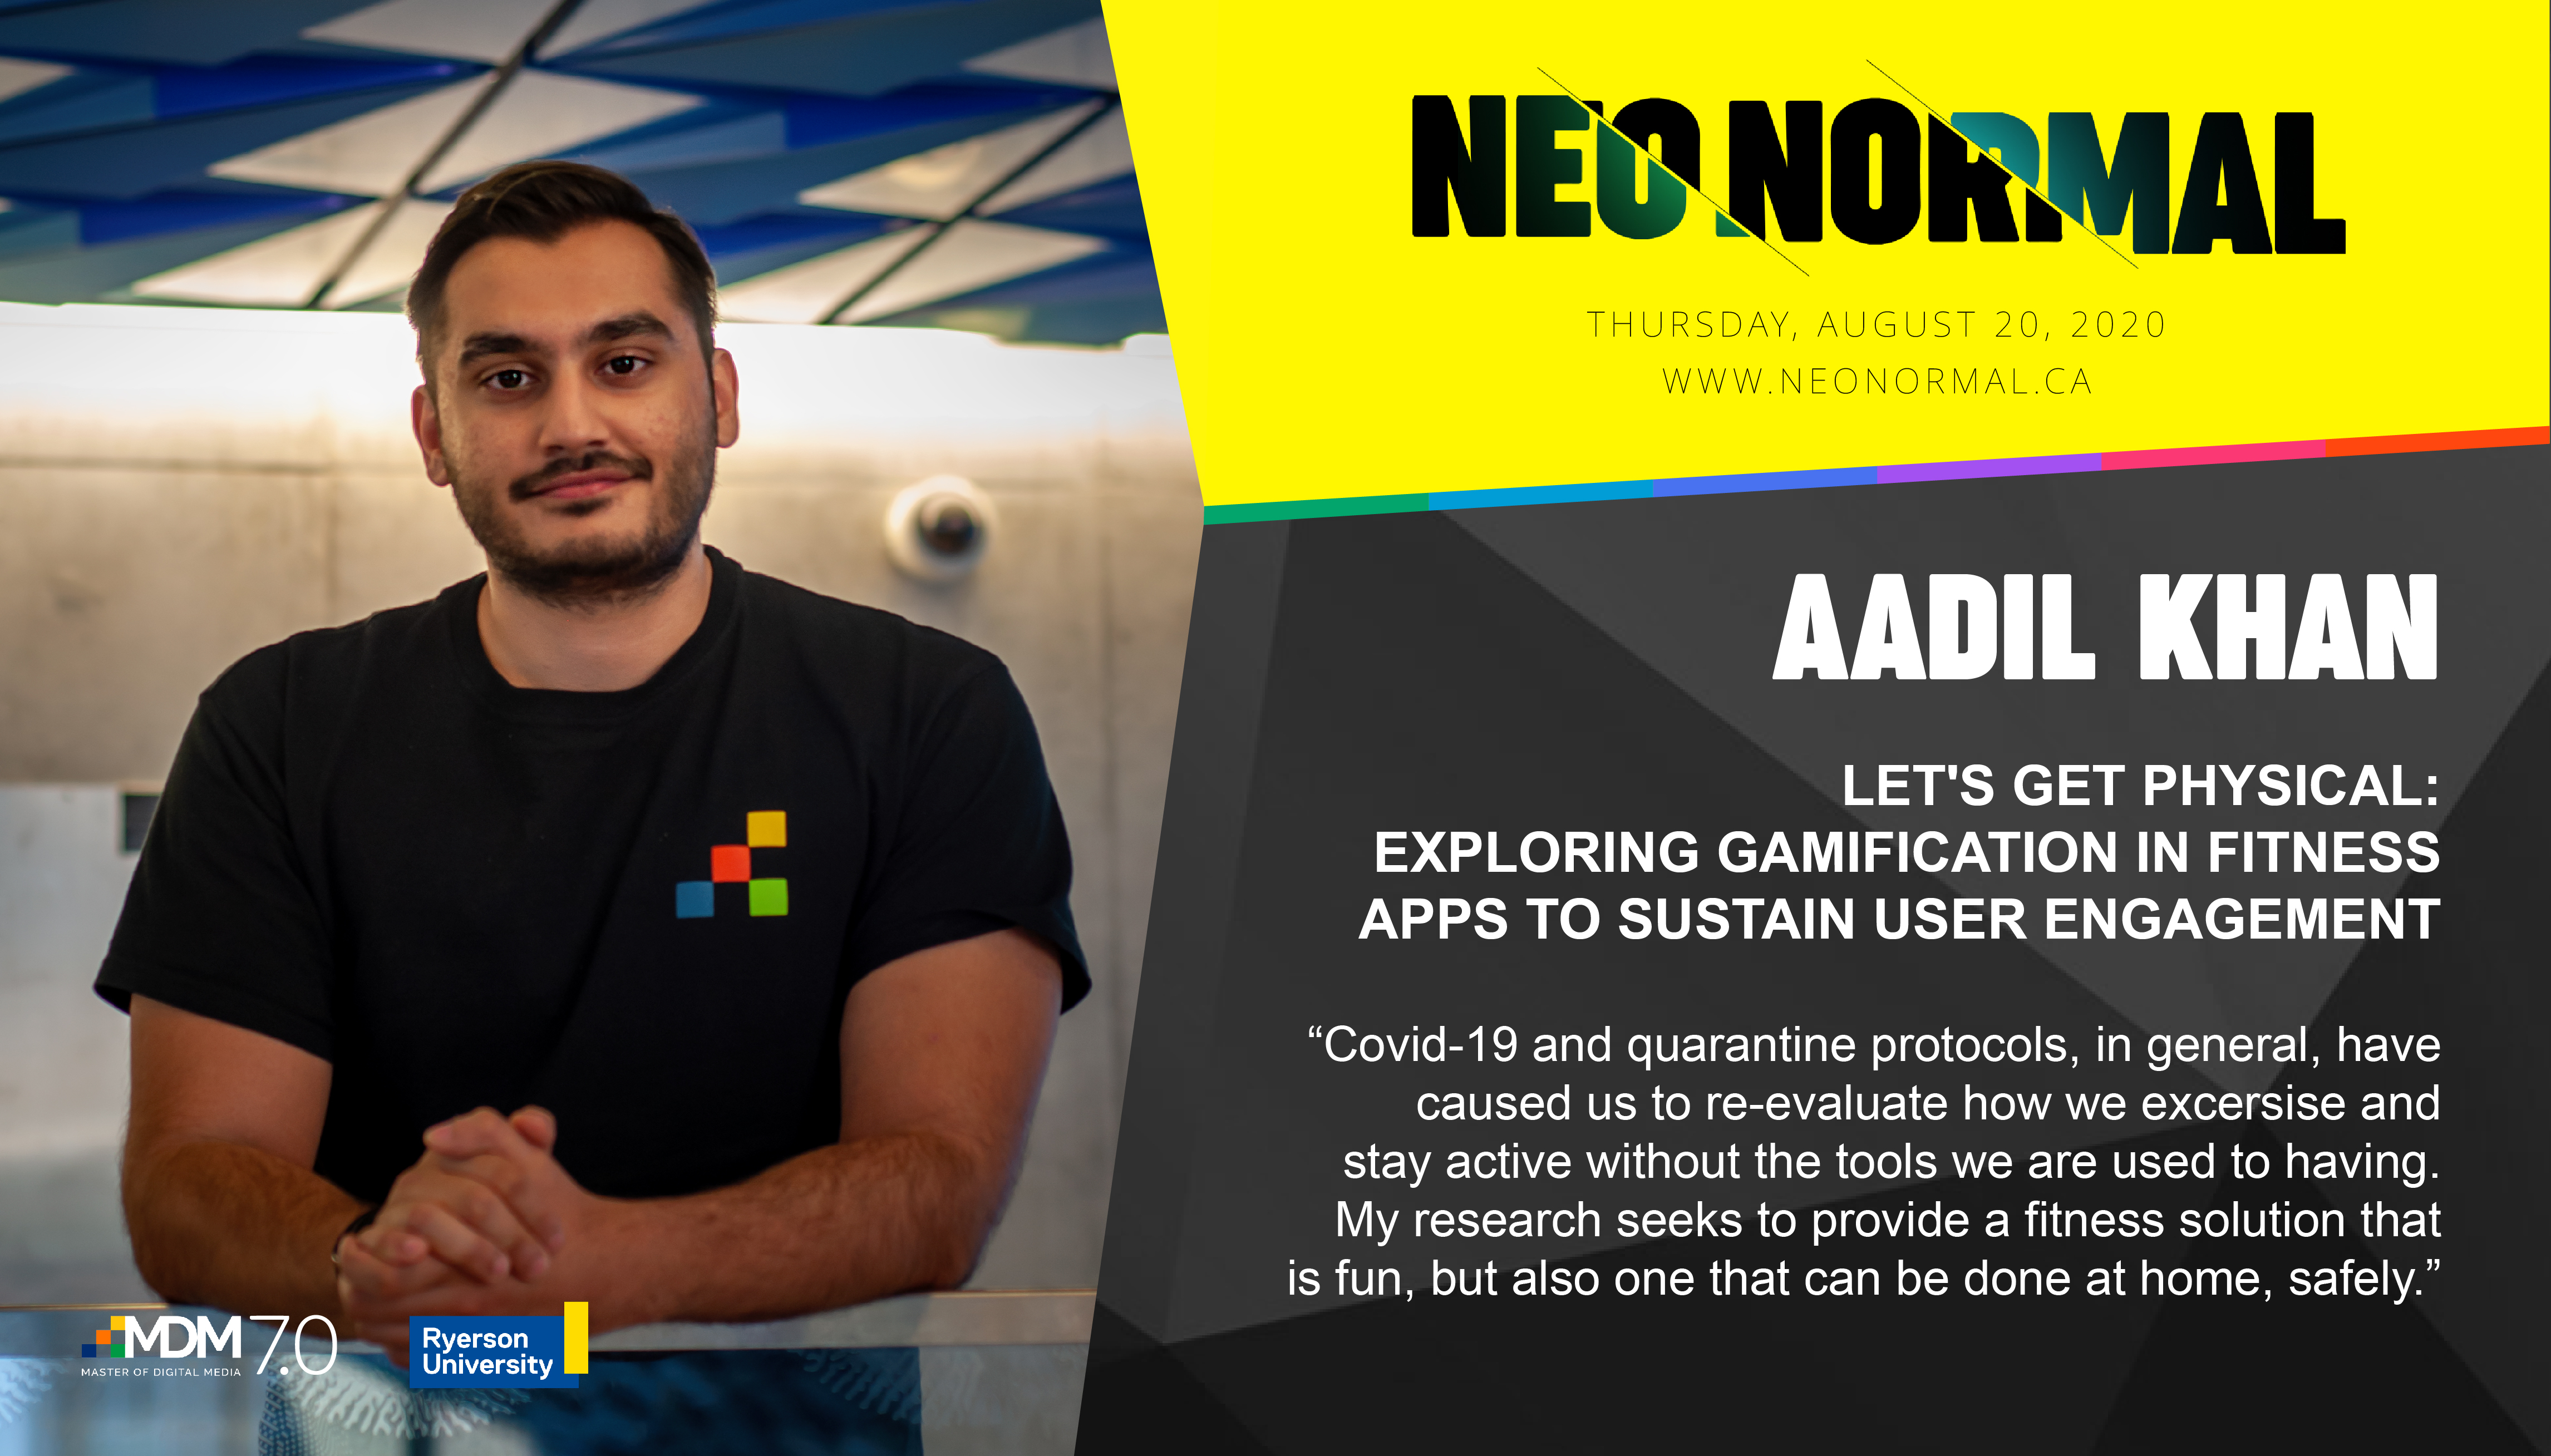 NEO NORMAL
THURSDAY, AUGUST 20, 2020
WWW.NEONORMAL.CA
AADIL KHAN
LET'S GET PHYSICAL:
EXPLORING GAMIFICATION IN FITNESS
APPS TO SUSTAIN USER ENGAGEMENT
“Covid-19 and quarantine protocols, in general, have
caused us to re-evaluate how we excersise and
stay active without the tools we are used to having.
My research seeks to provide a fitness solution that
is fun, but also one that can be done at home, safely.”
MDM 7.0
MASTER OF DIGITAL MEDIA
Ryerson
University